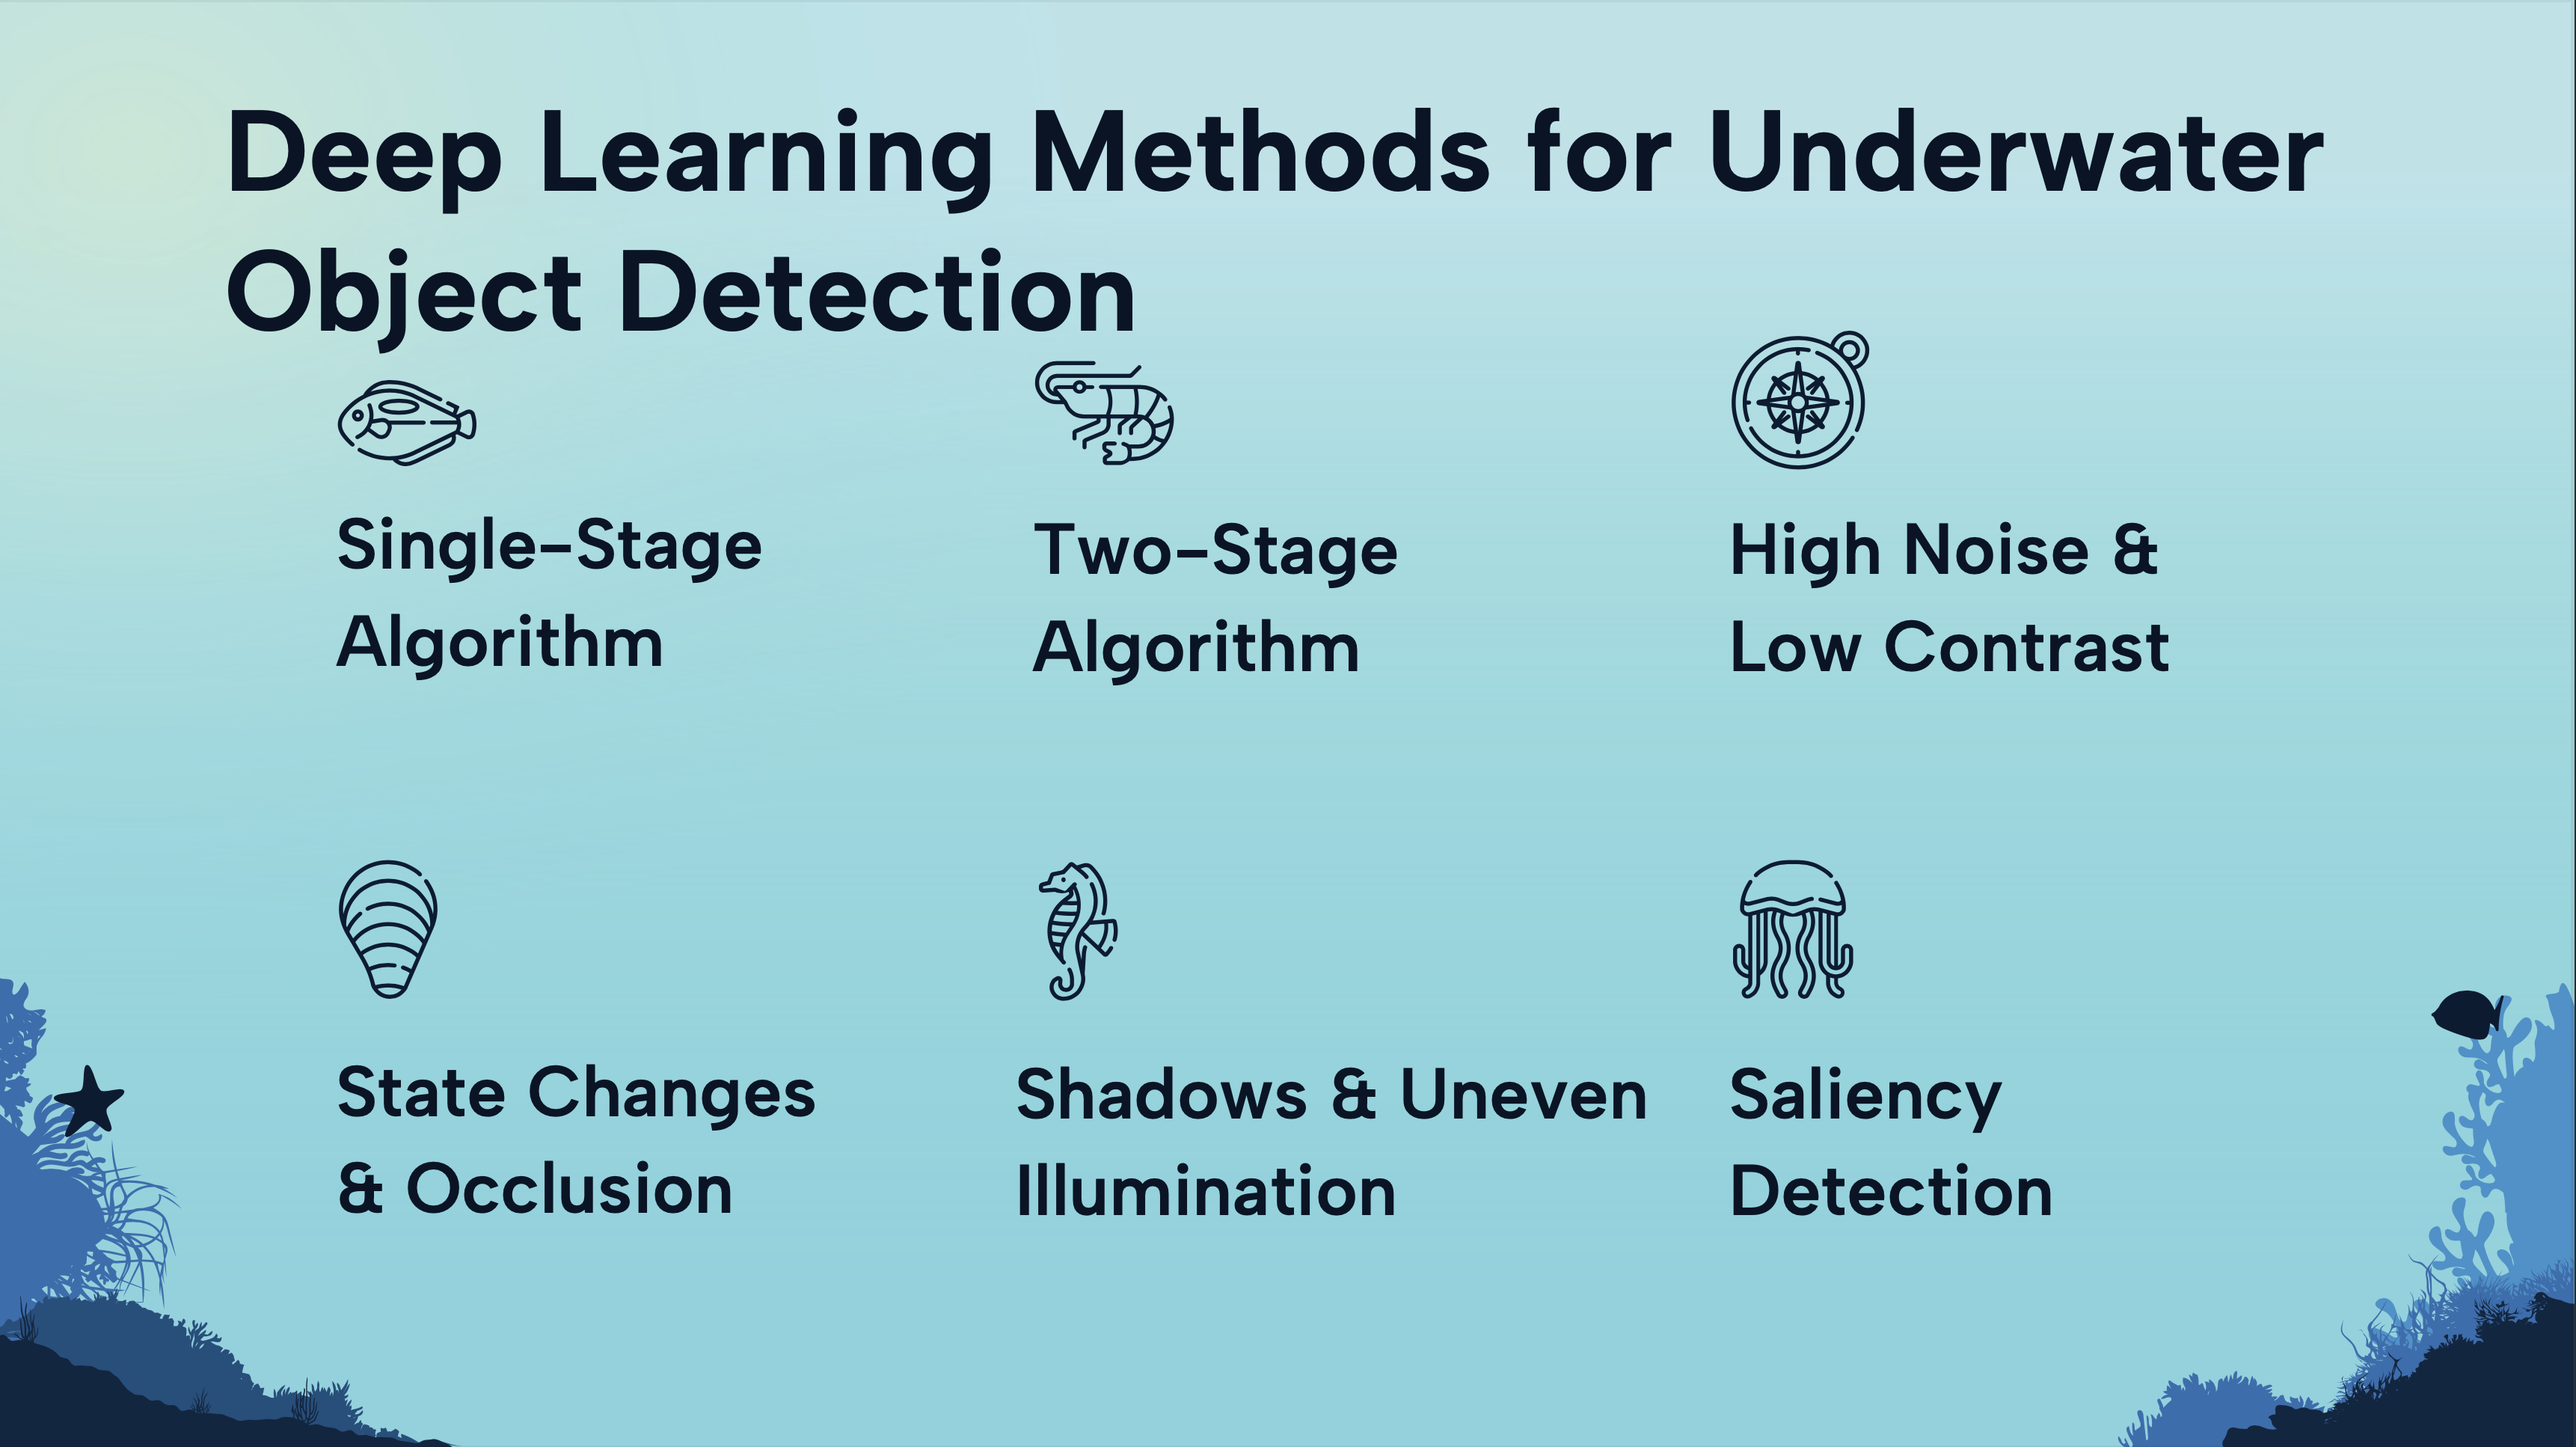 Deep Learning Methods for Underwater
Object Detection
Single-Stage
Algorithm
Two-Stage
Algorithm
High Noise &
Low Contrast
State Changes
& Occlusion
Shadows & Uneven
Illumination
Saliency
Detection